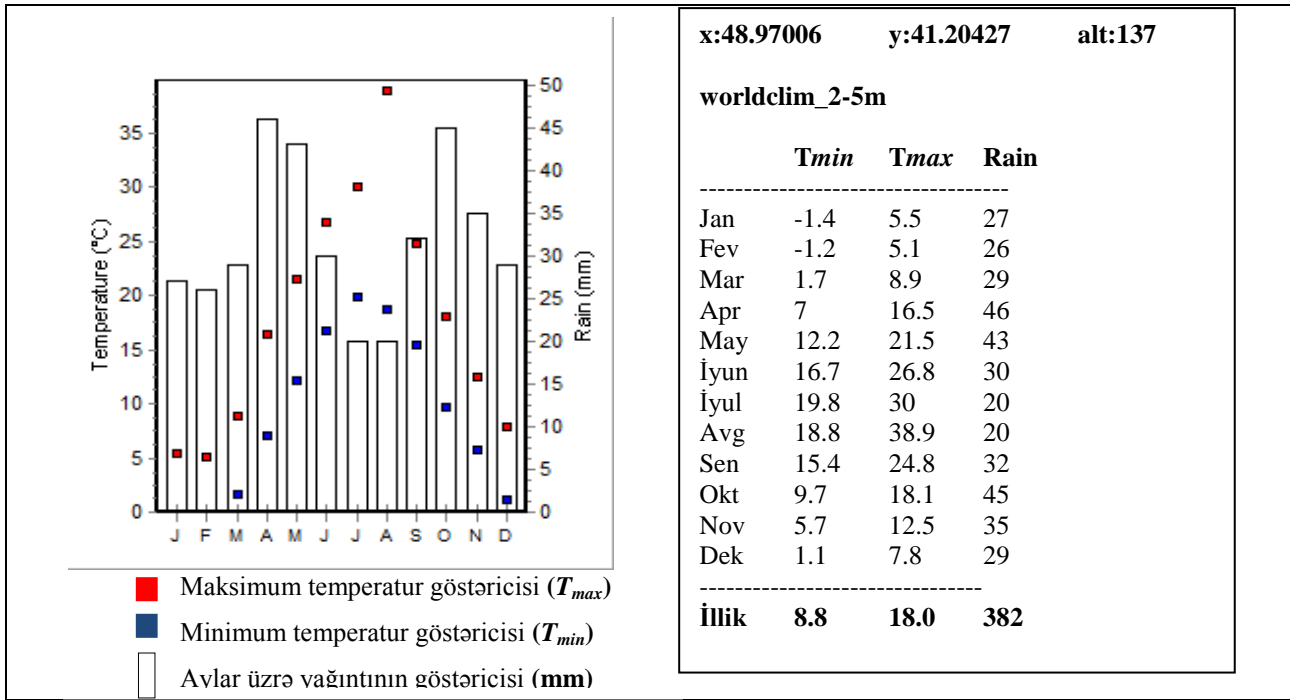 Temperature (°C)
35
30
25
20
15
10
5
0
50
45
40
35
30
25
20
15
10
5
0
Rain (mm)
J F M A M J J A S O N D
Maksimum temperatur göstəricisi (Tmax)
Minimum temperatur göstəricisi (Tmin)
Aylar üzrə yağıntının göstəricisi (mm)
x:48.97006 y:41.20427 alt:137
worldclim_2-5m
Tmin Tmax Rain
-----------------------------------
Jan -1.4 5.5 27
Fev -1.2 5.1 26
Mar 1.7 8.9 29
Apr 7 16.5 46
May 12.2 21.5 43
İyun 16.7 26.8 30
İyul 19.8 30 20
Avg 18.8 38.9 20
Sen 15.4 24.8 32
Okt 9.7 18.1 45
Nov 5.7 12.5 35
Dek 1.1 7.8 29
--------------------------------
İllik 8.8 18.0 382